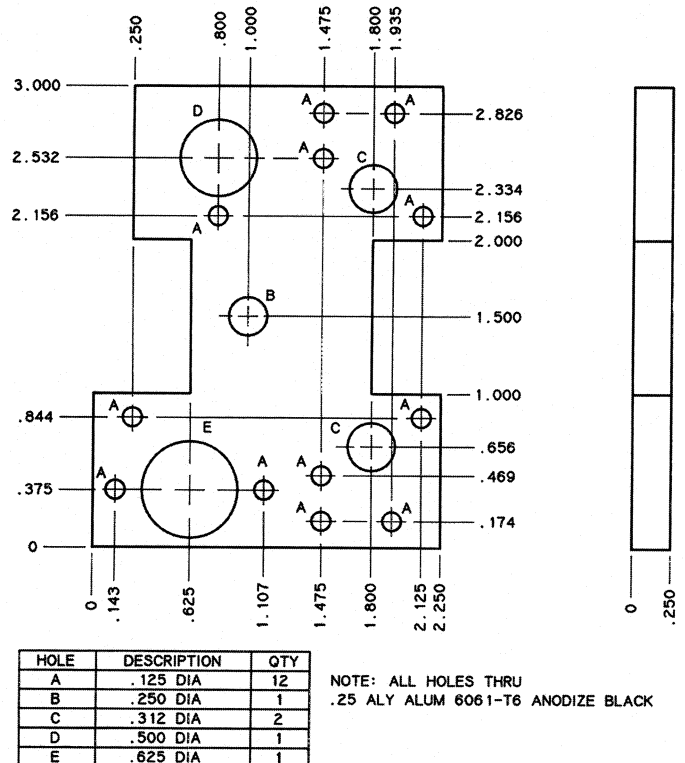 .250
.800
1.000
1.475
1.800
1.935
3.000
D
A
A
2.826
2.532
A
C
2.334
2.156
A
A
2.156
2.000
B
1.500
1.000
.844
A
A
E
C
.656
.375
A
A
A
.469
A
A
.174
0
0
.143
.625
1.107
1.475
1.800
2.125
2.250
0
.250
HOLE DESCRIPTION QTY
A .125 DIA 12
B .250 DIA 1
C .312 DIA 2
D .500 DIA 1
E .625 DIA 1
NOTE: ALL HOLES THRU
.25 ALY ALUM 6061-T6 ANODIZE BLACK